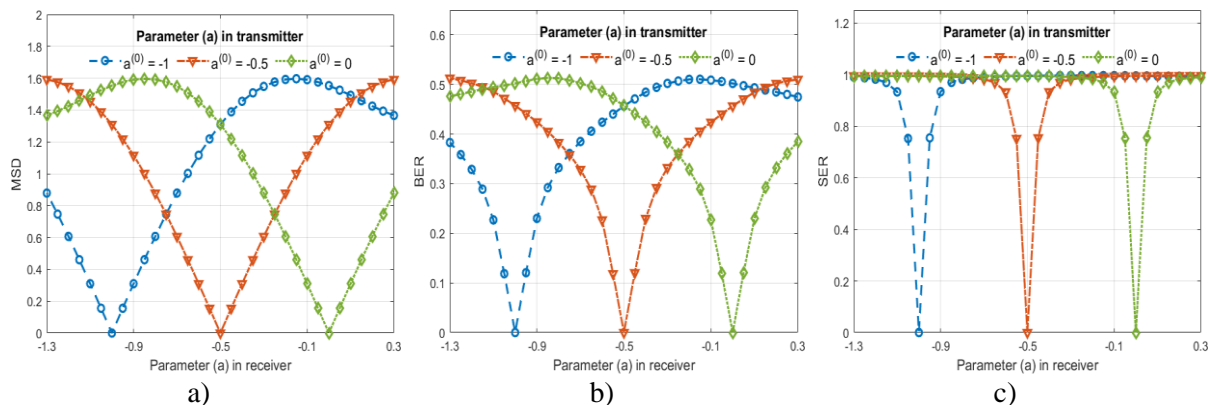 Parameter (a) in transmitter
a(0) = -1 a(0) = -0.5 a(0) = 0
MSD
2
1.8
1.6
1.4
1.2
1
0.8
0.6
0.4
0.2
0
-1.3 -0.9 -0.5 -0.1 0.3
Parameter (a) in receiver
a)
Parameter (a) in transmitter
a(0) = -1 a(0) = -0.5 a(0) = 0
BER
0.6
0.5
0.4
0.3
0.2
0.1
0
-1.3 -0.9 -0.5 -0.1 0.3
Parameter (a) in receiver
b)
Parameter (a) in transmitter
a(0) = -1 a(0) = -0.5 a(0) = 0
SER
1.2
1
0.8
0.6
0.4
0.2
0
-1.3 -0.9 -0.5 -0.1 0.3
Parameter (a) in receiver
c)